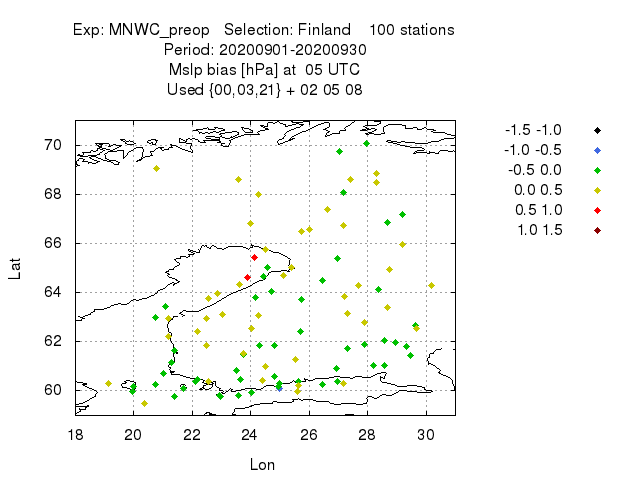 Exp: MNWC_preop   Selection: Finland    100 stations
Period: 20200901-20200930
Mslp bias [hPa] at  05 UTC
Used {00,03,21} + 02 05 08
-1.5 -1.0
-1.0 -0.5
-0.5 0.0
0.0 0.5
0.5 1.0
1.0 1.5
70
68
66
64
62
60
Lat
18 20 22 24 26 28 30
Lon